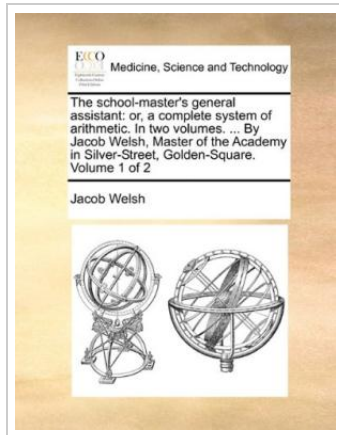 ECCO
Medicine, Science and Technology
The school-master's general
assistant: or, a complete system of
arithmetic. In two volumes. ... By
Jacob Welsh, Master of the Academy
in Silver-Street, Golden-Square.
Volume 1 of 2
Jacob Welsh